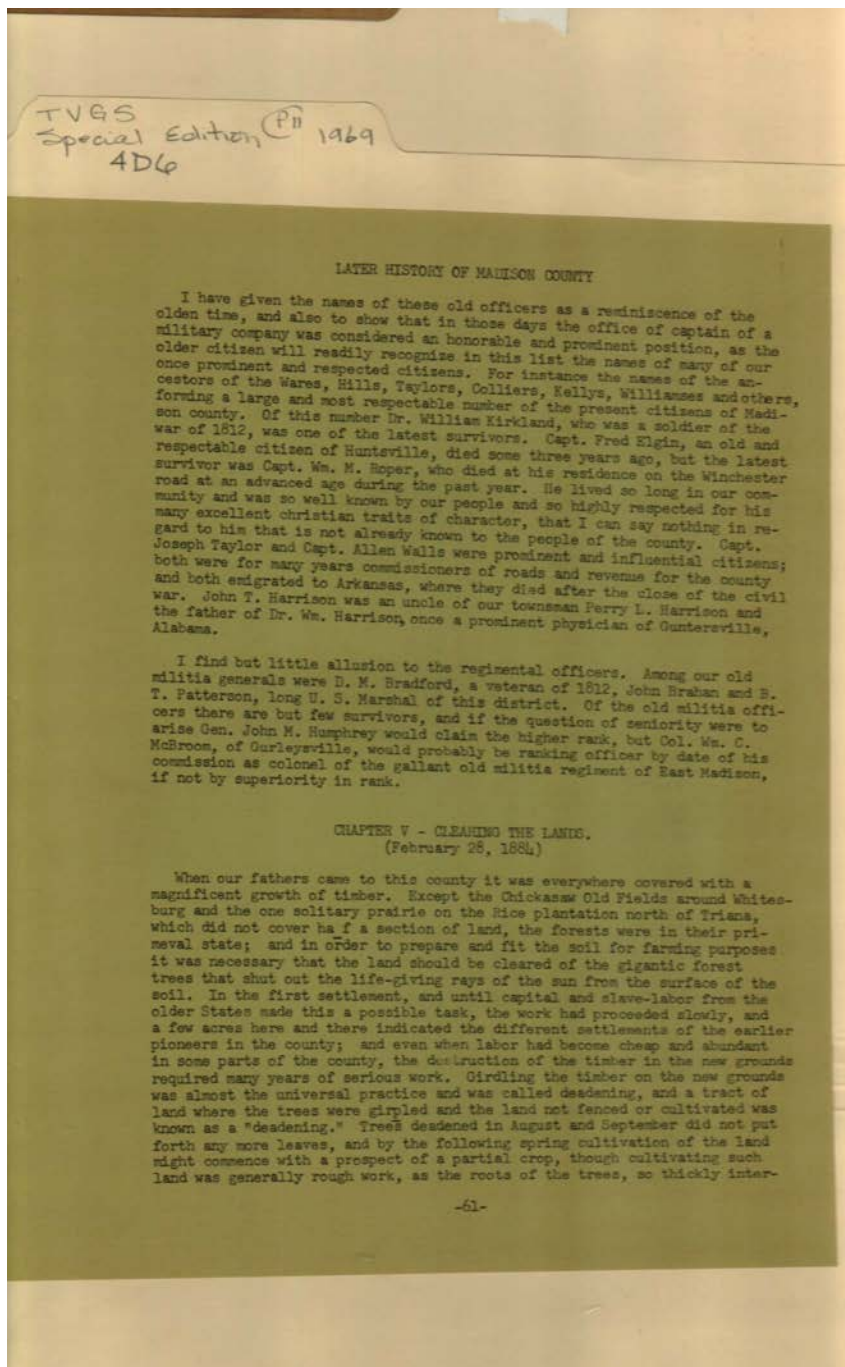 TVGS
Special Edition PII 1969
4D6
LATER HISTORY OF MADISON COUNTY
I have given the names of these old officers as a reminiscence of the
olden time, and also to show that in those days the office of captain of a
military company was considered an honorable and prominent position, as the
older citizen will readily recognize in this list the names of many of our
once prominent and respected citizens. For instance the names of the an-
cestors of the Wares, Hills, Taylors, Colliers, Kellys, Williamses and others,
forming a large and most respectable number of the present citizens of Madi-
son county. Of this number Dr. William Kirkland, who was a soldier of the
war of 1812, was one of the latest survivors. Capt. Fred Elgin, an old and
respectable citizen of Huntsville, died some three years ago, but the latest
survivor was Capt. Wm. M. Roper, who died at his residence on the Winchester
road at an advanced age during the past year. He lived so long in our com-
munity and was so well known by our people and so highly respected for his
many excellent christian traits of character, that I can say nothing in re-
gard to him that is not already known to the people of the county. Capt.
Joseph Taylor and Capt. Allen Walls were prominent and influential citizens;
both were for many years commissioners of roads and revenue for the county
and both emigrated to Arkansas, where they died after the close of the civil
war. John T. Harrison was an uncle of our townsman Perry L. Harrison and
the father of Dr. Wm. Harrison, once a prominent physician of Guntersville,
Alabama.
I find but little allusion to the regimental officers. Among our old
militia generals were D. M. Bradford, a veteran of 1812, John Brahan and B.
T. Patterson, long U. S. Marshal of this district. Of the old militia offi-
cers there are but few survivors, and if the question of seniority were to
arise Gen. John M. Humphrey would claim the higher rank, but Col. Wm. C.
McBroom, of Gurleysville, would probably be ranking officer by date of his
commission as colonel of the gallant old militia regiment of East Madison,
if not by superiority in rank.
CHAPTER V - CLEARING THE LANDS.
(February 28, 1884)
When our fathers came to this county it was everywhere covered with a
magnificent growth of timber. Except the Chickasaw Old Fields around Whites-
burg and the one solitary prairie on the Rice plantation north of Triana,
which did not cover ha f a section of land, the forests were in their pri-
meval state; and in order to prepare and fit the soil for farming purposes
it was necessary that the land should be cleared of the gigantic forest
trees that shut out the life-giving rays of the sun from the surface of the
soil. In the first settlement, and until capital and slave-labor from the
older States made this a possible task, the work had proceeded slowly, and
a few acres here and there indicated the different settlements of the earlier
pioneers in the county; and even when labor had become cheap and abundant
in some parts of the county, the destruction of the timber in the new grounds
required many years of serious work. Girdling the timber on the new grounds
was almost the universal practice and was called deadening, and a tract of
land where the trees were girpled and the land not fenced or cultivated was
known as a "deadening." Trees deadened in August and September did not put
forth any more leaves, and by the following spring cultivation of the land
might commence with a prospect of a partial crop, though cultivating such
land was generally rough work, as the roots of the trees, so thickly inter-
-61-